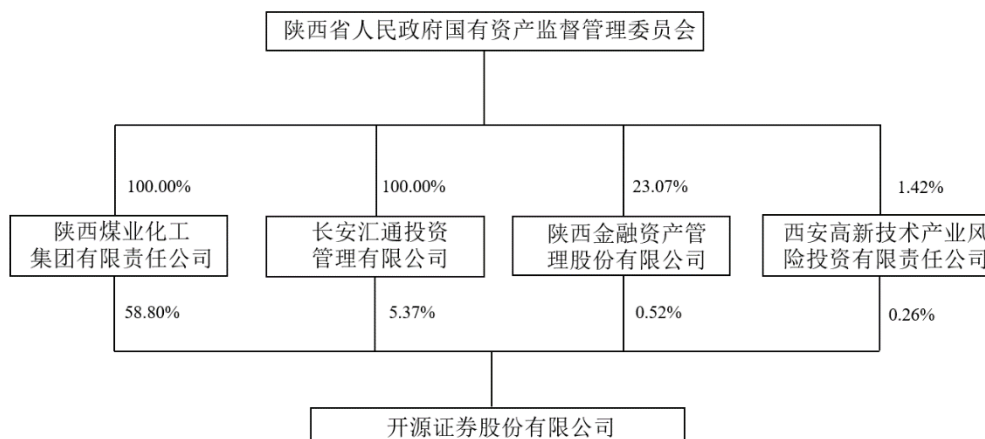 陕西省人民政府国有资产监督管理委员会
100.00%
100.00%
23.07%
1.42%
陕西煤业化工
集团有限责任公司
长安汇通投资
管理有限公司
陕西金融资产管
理股份有限公司
西安高新技术产业风
险投资有限责任公司
58.80%
5.37%
0.52%
0.26%
开源证券股份有限公司